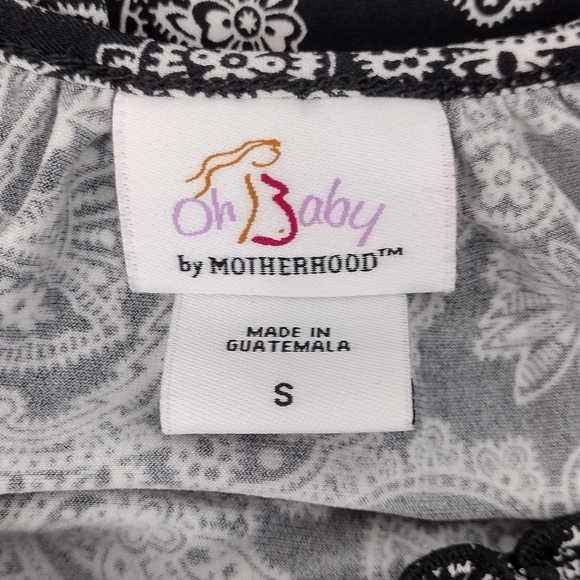 Oh Baby
by MOTHERHOOD™
MADE IN
GUATEMALA
S